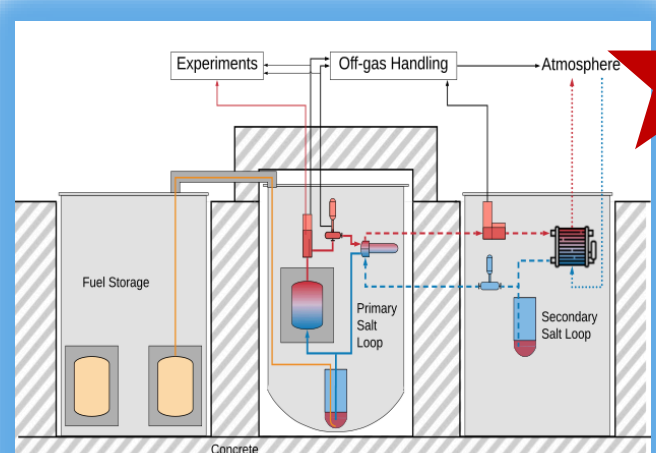 Experiments
Off-gas Handling
Atmosphere
Fuel Storage
Primary
Salt
Loop
Secondary
Salt Loop
Concrete